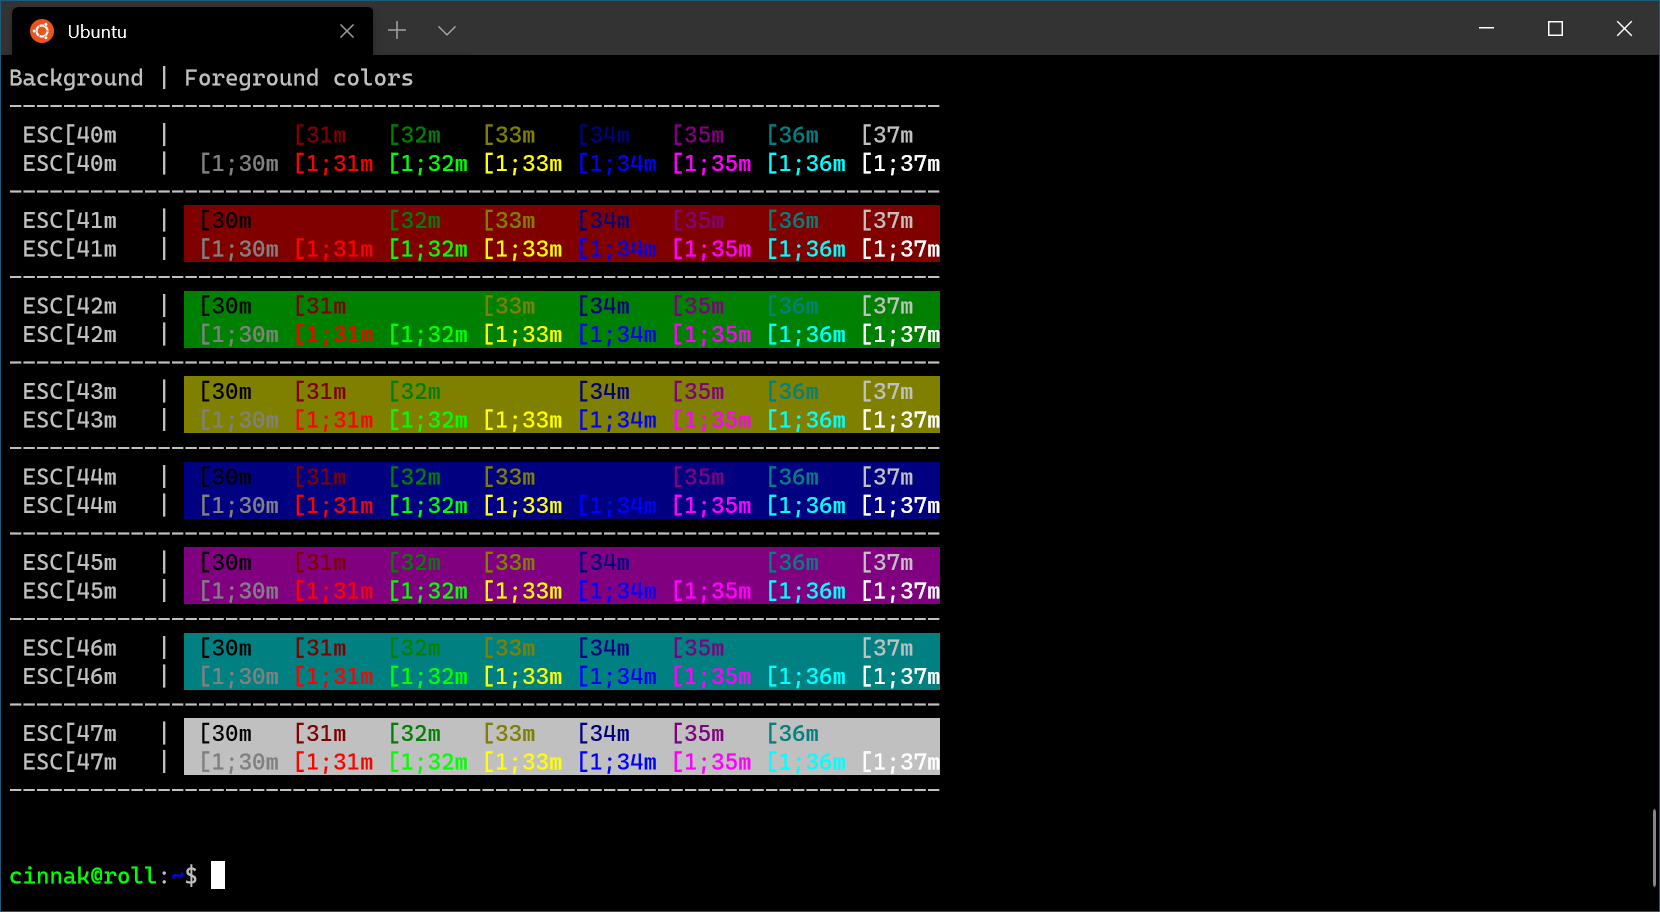 Ubuntu
Background | Foreground colors
----------------------------------------------------------------------
ESC[40m | [31m [32m [33m [34m [35m [36m [37m
ESC[40m | [1;30m [1;31m [1;32m [1;33m [1;34m [1;35m [1;36m [1;37m
----------------------------------------------------------------------
ESC[41m | [30m [32m [33m [34m [35m [36m [37m
ESC[41m | [1;30m [1;31m [1;32m [1;33m [1;34m [1;35m [1;36m [1;37m
----------------------------------------------------------------------
ESC[42m | [30m [31m [33m [34m [35m [36m [37m
ESC[42m | [1;30m [1;31m [1;32m [1;33m [1;34m [1;35m [1;36m [1;37m
----------------------------------------------------------------------
ESC[43m | [30m [31m [32m [34m [35m [36m [37m
ESC[43m | [1;30m [1;31m [1;32m [1;33m [1;34m [1;35m [1;36m [1;37m
----------------------------------------------------------------------
ESC[44m | [30m [31m [32m [33m [35m [36m [37m
ESC[44m | [1;30m [1;31m [1;32m [1;33m [1;34m [1;35m [1;36m [1;37m
----------------------------------------------------------------------
ESC[45m | [30m [31m [32m [33m [34m [36m [37m
ESC[45m | [1;30m [1;31m [1;32m [1;33m [1;34m [1;35m [1;36m [1;37m
----------------------------------------------------------------------
ESC[46m | [30m [31m [32m [33m [34m [35m [37m
ESC[46m | [1;30m [1;31m [1;32m [1;33m [1;34m [1;35m [1;36m [1;37m
----------------------------------------------------------------------
ESC[47m | [30m [31m [32m [33m [34m [35m [36m
ESC[47m | [1;30m [1;31m [1;32m [1;33m [1;34m [1;35m [1;36m [1;37m
----------------------------------------------------------------------
cinnak@roll:~$